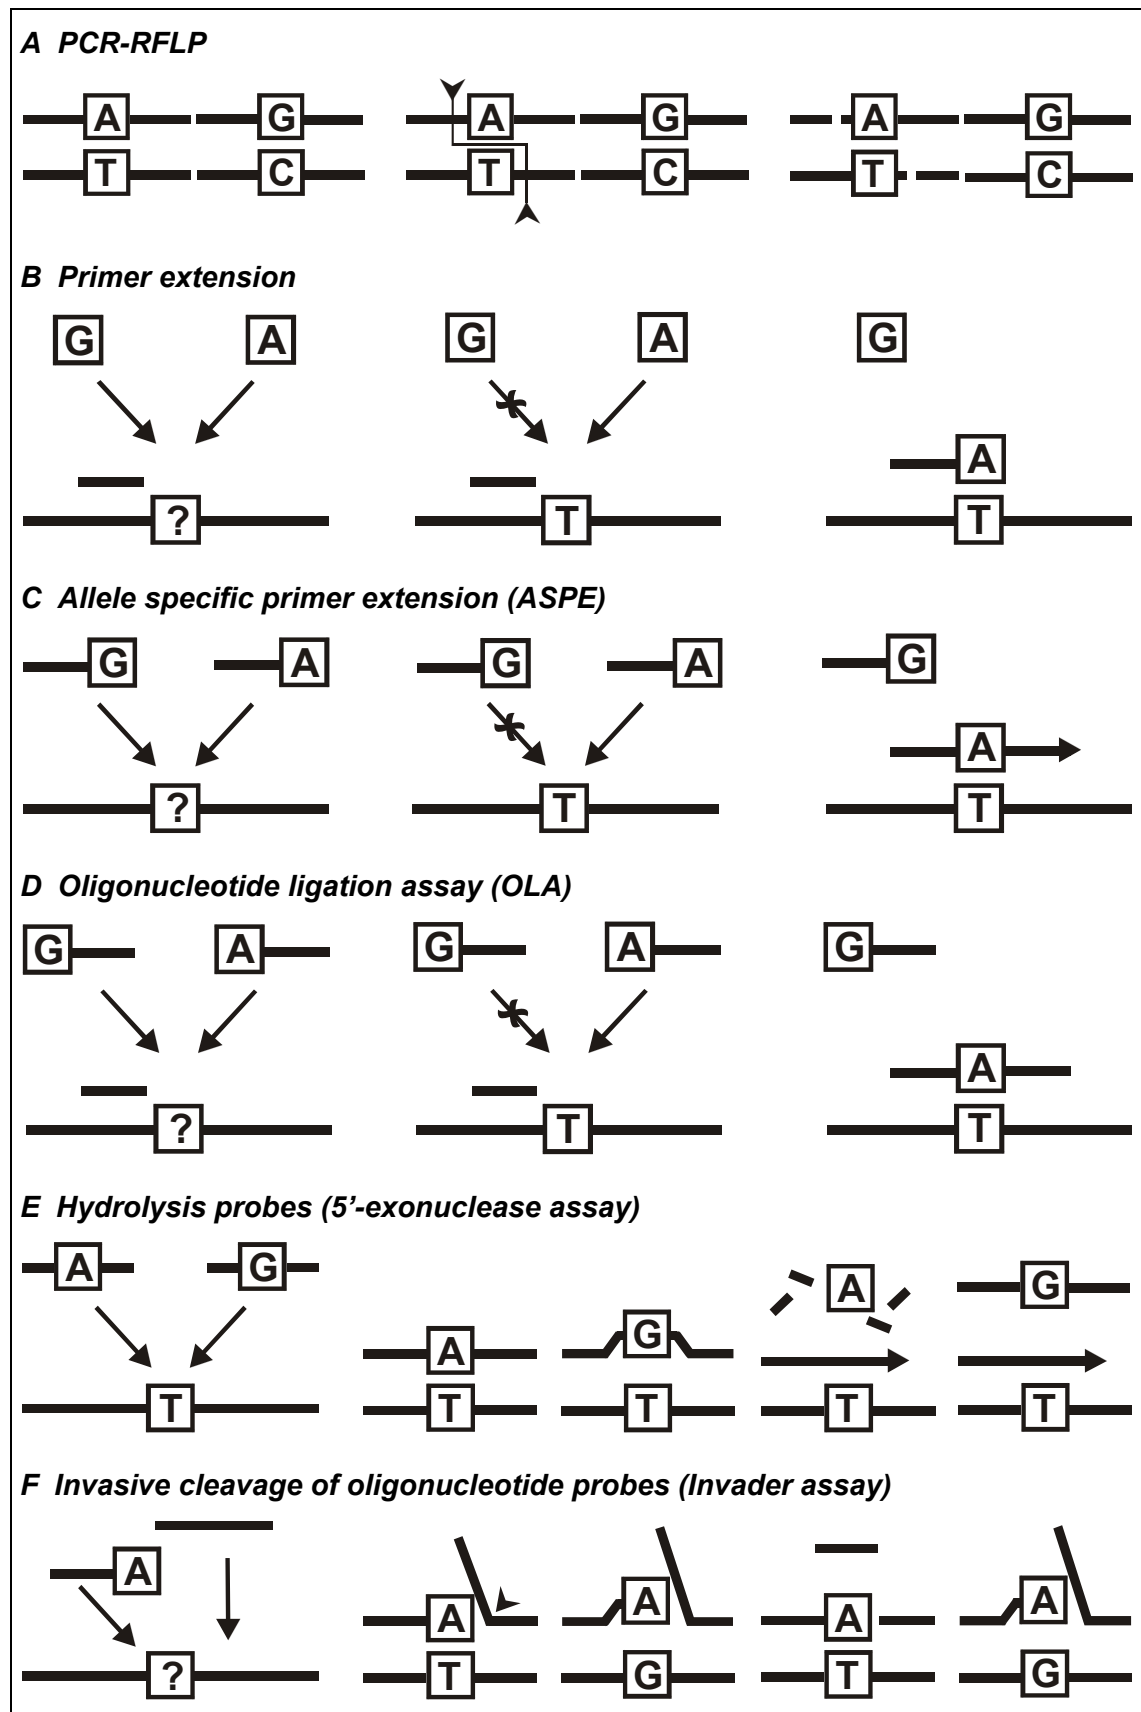 A PCR-RFLP
A G A G A G
T C T C T C
B Primer extension
G A G A G
A
? T T
C Allele specific primer extension (ASPE)
G A G A G
A
? T T
D Oligonucleotide ligation assay (OLA)
G A G A G
A
? T T
E Hydrolysis probes (5’-exonuclease assay)
A G A G
A G
T T T T T
F Invasive cleavage of oligonucleotide probes (Invader assay)
A A A A A
? T G T G